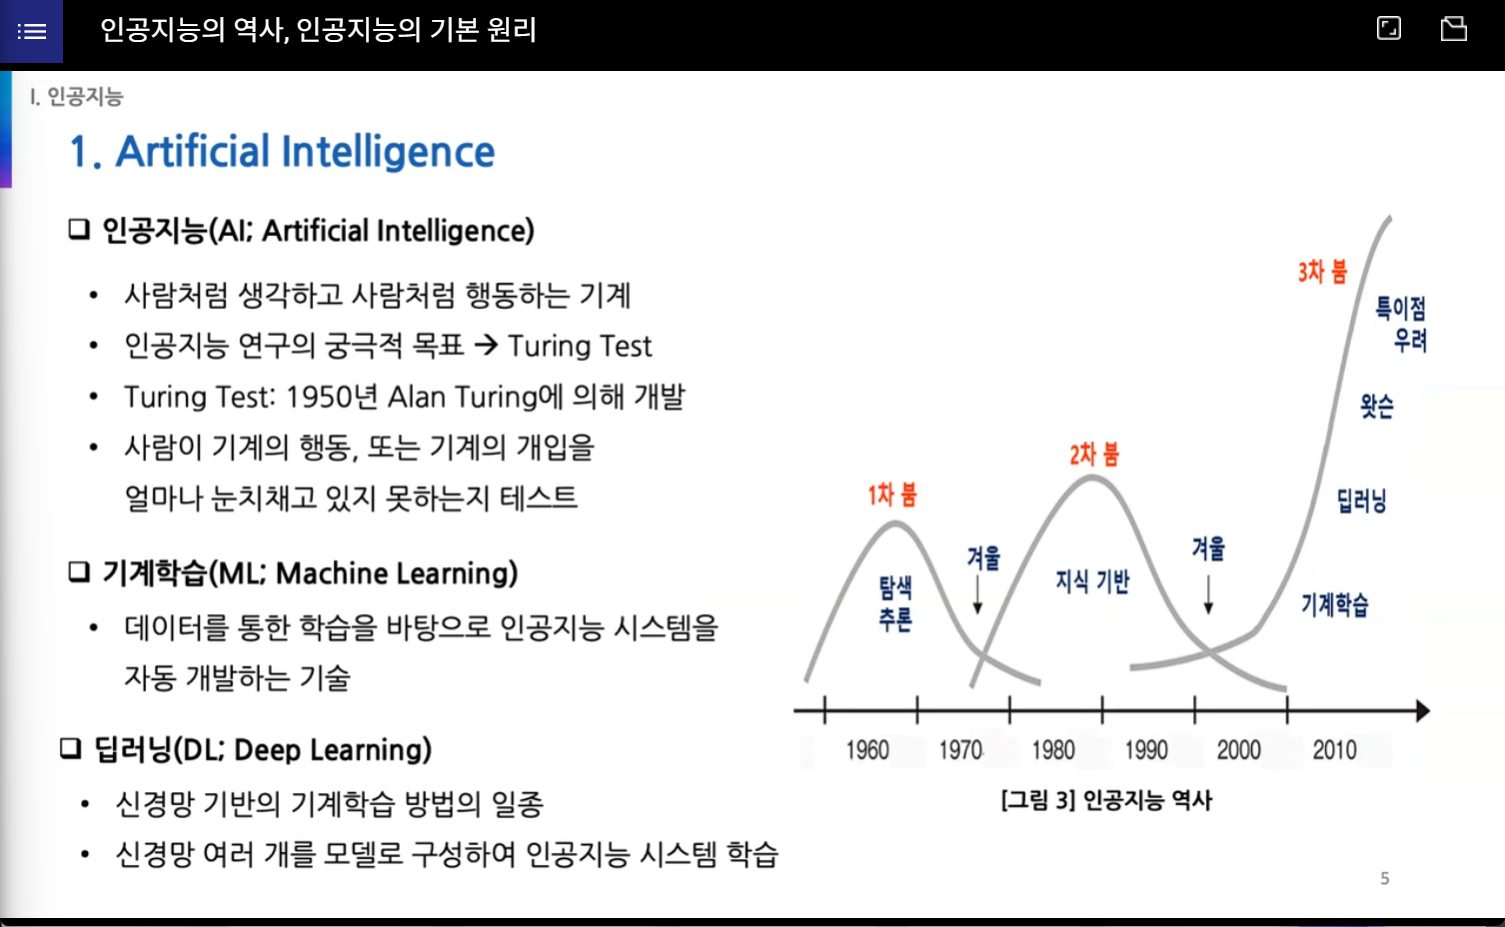 인공지능의 역사, 인공지능의 기본 원리
I. 인공지능
1. Artificial Intelligence
❑ 인공지능(AI; Artificial Intelligence)
• 사람처럼 생각하고 사람처럼 행동하는 기계
• 인공지능 연구의 궁극적 목표 → Turing Test
• Turing Test: 1950년 Alan Turing에 의해 개발
• 사람이 기계의 행동, 또는 기계의 개입을
얼마나 눈치채고 있지 못하는지 테스트
❑ 기계학습(ML; Machine Learning)
• 데이터를 통한 학습을 바탕으로 인공지능 시스템을
자동 개발하는 기술
❑ 딥러닝(DL; Deep Learning)
• 신경망 기반의 기계학습 방법의 일종
• 신경망 여러 개를 모델로 구성하여 인공지능 시스템 학습
1차 붐
탐색
추론
겨울
2차 붐
지식 기반
겨울
3차 붐
특이점
우려
왓슨
딥러닝
기계학습
1960 1970 1980 1990 2000 2010
[그림 3] 인공지능 역사
5